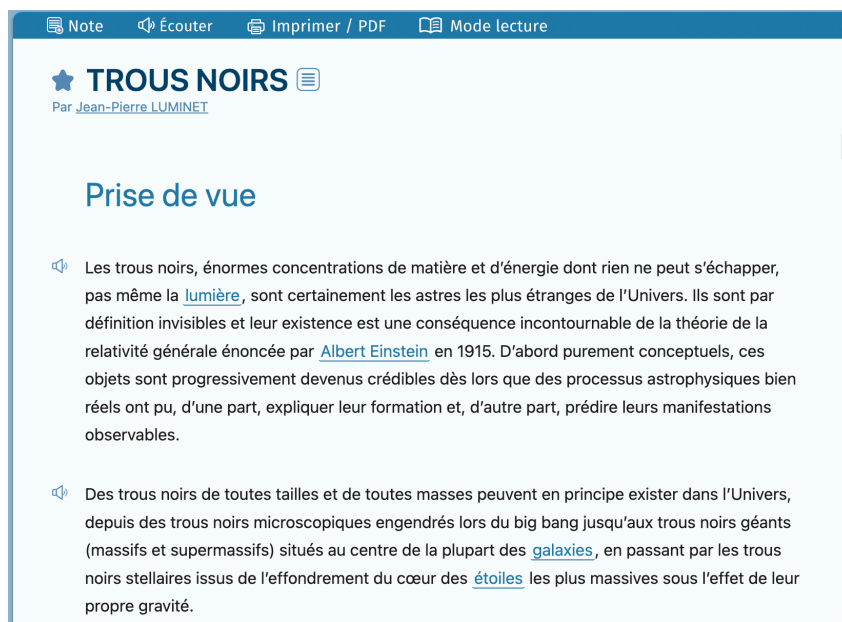 Note Écouter Imprimer / PDF Mode lecture
TROUS NOIRS
Par Jean-Pierre LUMINET
Prise de vue
Les trous noirs, énormes concentrations de matière et d’énergie dont rien ne peut s’échapper,
pas même la lumière, sont certainement les astres les plus étranges de l’Univers. Ils sont par
définition invisibles et leur existence est une conséquence incontournable de la théorie de la
relativité générale énoncée par Albert Einstein en 1915. D’abord purement conceptuels, ces
objets sont progressivement devenus crédibles dès lors que des processus astrophysiques bien
réels ont pu, d’une part, expliquer leur formation et, d’autre part, prédire leurs manifestations
observables.
Des trous noirs de toutes tailles et de toutes masses peuvent en principe exister dans l’Univers,
depuis des trous noirs microscopiques engendrés lors du big bang jusqu’aux trous noirs géants
(massifs et supermassifs) situés au centre de la plupart des galaxies, en passant par les trous
noirs stellaires issus de l’effondrement du cœur des étoiles les plus massives sous l’effet de leur
propre gravité.